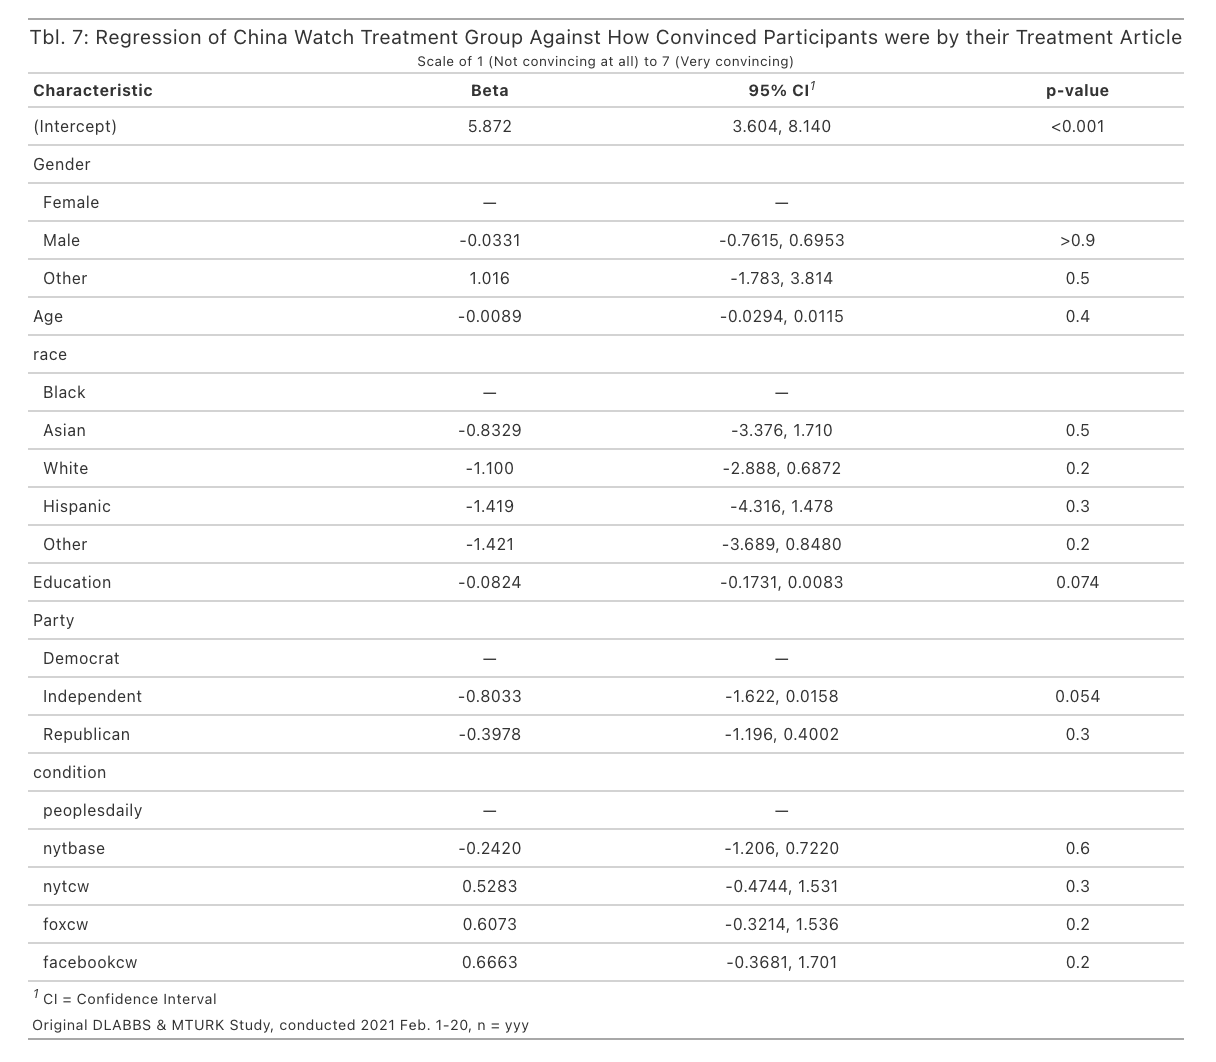 Tbl. 7: Regression of China Watch Treatment Group Against How Convinced Participants were by their Treatment Article
Scale of 1 (Not convincing at all) to 7 (Very convincing)
Characteristic Beta 95% CI1 p-value
(Intercept) 5.872 3.604, 8.140 <0.001
Gender
Female — —
Male -0.0331 -0.7615, 0.6953 >0.9
Other 1.016 -1.783, 3.814 0.5
Age -0.0089 -0.0294, 0.0115 0.4
race
Black — —
Asian -0.8329 -3.376, 1.710 0.5
White -1.100 -2.888, 0.6872 0.2
Hispanic -1.419 -4.316, 1.478 0.3
Other -1.421 -3.689, 0.8480 0.2
Education -0.0824 -0.1731, 0.0083 0.074
Party
Democrat — —
Independent -0.8033 -1.622, 0.0158 0.054
Republican -0.3978 -1.196, 0.4002 0.3
condition
peoplesdaily — —
nytbase -0.2420 -1.206, 0.7220 0.6
nytcw 0.5283 -0.4744, 1.531 0.3
foxcw 0.6073 -0.3214, 1.536 0.2
facebookcw 0.6663 -0.3681, 1.701 0.2
1 CI = Confidence Interval
Original DLABBS & MTURK Study, conducted 2021 Feb. 1-20, n = yyy